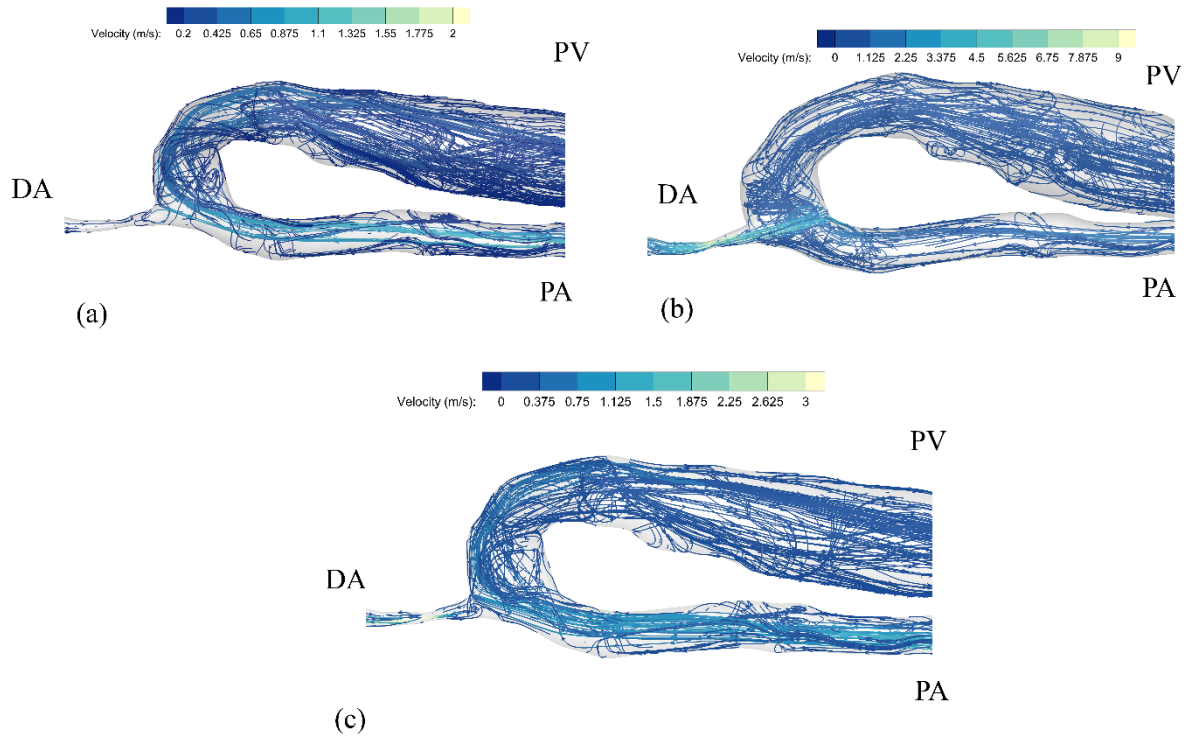 Velocity (m/s): 0.2 0.425 0.65 0.875 1.1 1.325 1.55 1.775 2
PV
DA
PA
(a)
Velocity (m/s): 0 1.125 2.25 3.375 4.5 5.625 6.75 7.875 9
PV
DA
PA
(b)
Velocity (m/s): 0 0.375 0.75 1.125 1.5 1.875 2.25 2.625 3
PV
DA
PA
(c)